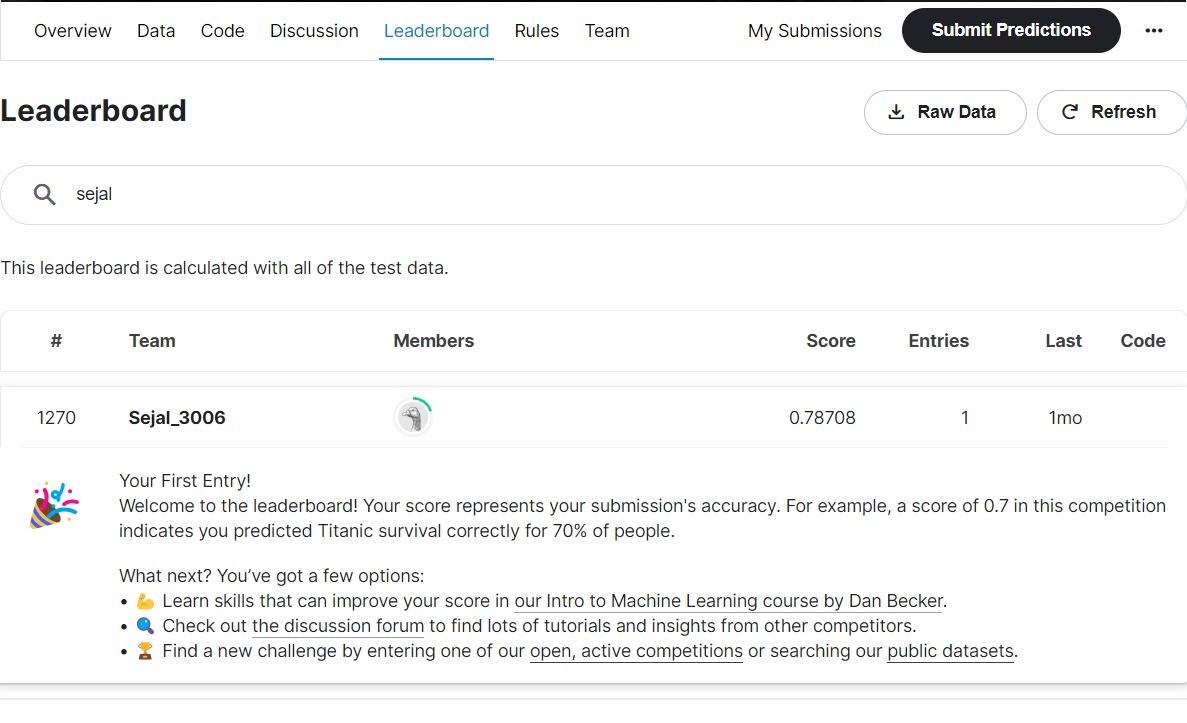 Overview Data Code Discussion Leaderboard Rules Team My Submissions Submit Predictions
Leaderboard Raw Data Refresh
sejal
This leaderboard is calculated with all of the test data.
# Team Members Score Entries Last Code
1270 Sejal_3006 0.78708 1 1mo
Your First Entry!
Welcome to the leaderboard! Your score represents your submission's accuracy. For example, a score of 0.7 in this competition
indicates you predicted Titanic survival correctly for 70% of people.
What next? You’ve got a few options:
• 💪 Learn skills that can improve your score in our Intro to Machine Learning course by Dan Becker.
• 🔍 Check out the discussion forum to find lots of tutorials and insights from other competitors.
• 🏆 Find a new challenge by entering one of our open, active competitions or searching our public datasets.